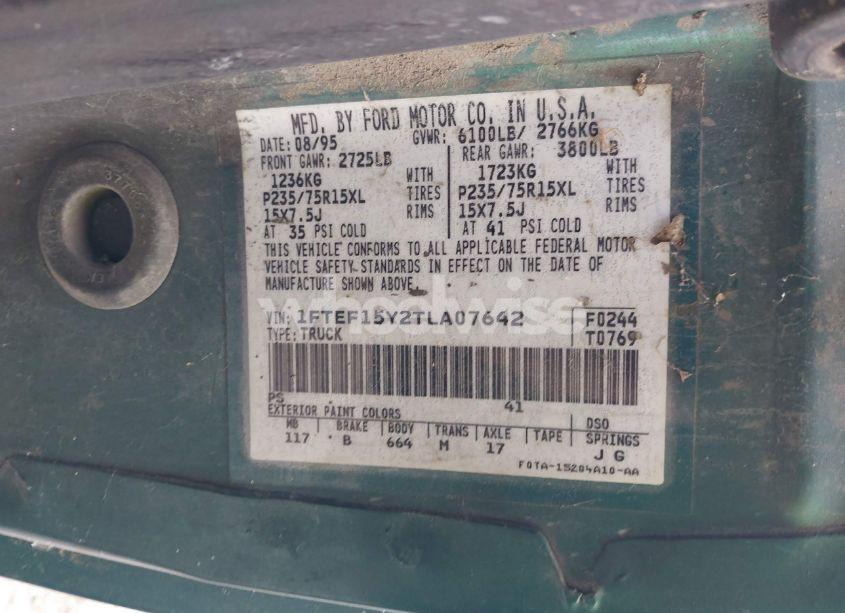 MFD. BY FORD MOTOR CO. IN U.S.A.
DATE: 08/95 GVWR: 6100LB/ 2766KG
FRONT GAWR: 2725LB REAR GAWR: 3800LB
1236KG WITH 1723KG WITH
P235/75R15XL TIRES P235/75R15XL TIRES
15X7.5J RIMS 15X7.5J RIMS
AT 35 PSI COLD AT 41 PSI COLD
THIS VEHICLE CONFORMS TO ALL APPLICABLE FEDERAL MOTOR
VEHICLE SAFETY STANDARDS IN EFFECT ON THE DATE OF
MANUFACTURE SHOWN ABOVE.
wheelwise
VIN: 1FTEF15Y2TLA07642 F0244
TYPE: TRUCK T0769
PS 41
EXTERIOR PAINT COLORS DSO
WB BRAKE BODY TRANS AXLE TAPE SPRINGS
117 B 664 M 17 J G
F0TA-15204A10-AA